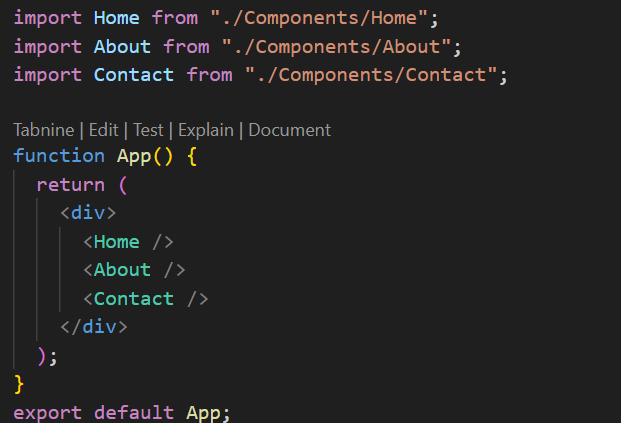 import Home from "./Components/Home";
import About from "./Components/About";
import Contact from "./Components/Contact";
Tabnine | Edit | Test | Explain | Document
function App() {
  return (
    <div>
      <Home />
      <About />
      <Contact />
    </div>
  );
}
export default App;